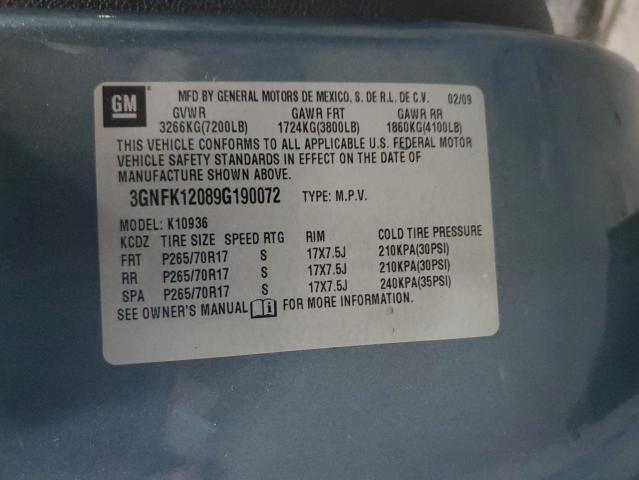 GM
MFD BY GENERAL MOTORS DE MEXICO, S. DE R.L. DE C.V. 02/09
GVWR GAWR FRT GAWR RR
3266KG(7200LB) 1724KG(3800LB) 1860KG(4100LB)
THIS VEHICLE CONFORMS TO ALL APPLICABLE U.S. FEDERAL MOTOR
VEHICLE SAFETY STANDARDS IN EFFECT ON THE DATE OF
MANUFACTURE SHOWN ABOVE.
3GNFK12089G190072 TYPE: M.P.V.
MODEL: K10936
KCDZ TIRE SIZE SPEED RTG RIM COLD TIRE PRESSURE
FRT P265/70R17 S 17X7.5J 210KPA(30PSI)
RR P265/70R17 S 17X7.5J 210KPA(30PSI)
SPA P265/70R17 S 17X7.5J 240KPA(35PSI)
SEE OWNER'S MANUAL FOR MORE INFORMATION.